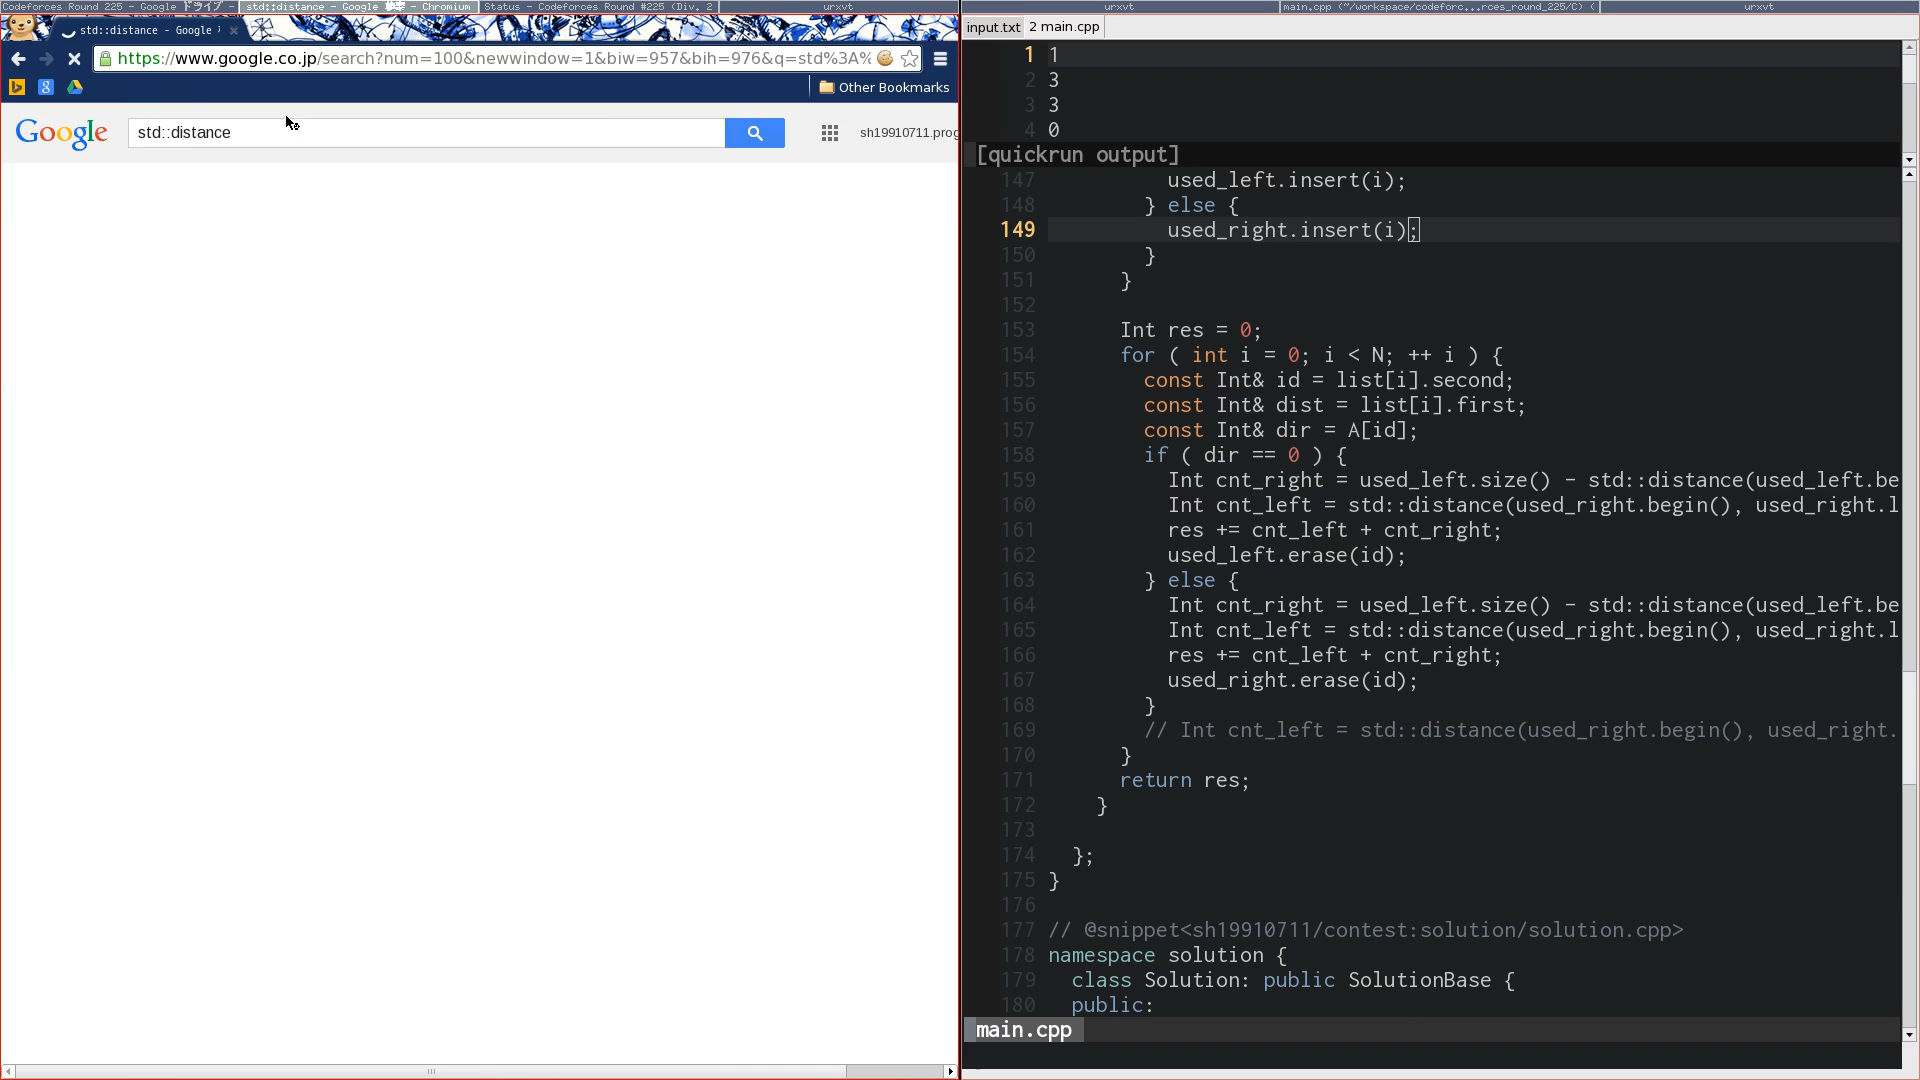 Codeforces Round 225 - Google ドライブ -
std::distance - Google 検索 - Chromium
Status - Codeforces Round #225 (Div. 2
urxvt
urxvt
main.cpp (~/workspace/codeforc...rces_round_225/C) (
urxvt
std::distance - Google
https://www.google.co.jp/search?num=100&newwindow=1&biw=957&bih=976&q=std%3A%
Other Bookmarks
Google
std::distance
sh19910711.prog
input.txt 2 main.cpp
1 1
2 3
3 3
4 0
[quickrun output]
147 used_left.insert(i);
148 } else {
149 used_right.insert(i);
150 }
151 }
152
153 Int res = 0;
154 for ( int i = 0; i < N; ++ i ) {
155 const Int& id = list[i].second;
156 const Int& dist = list[i].first;
157 const Int& dir = A[id];
158 if ( dir == 0 ) {
159 Int cnt_right = used_left.size() - std::distance(used_left.be
160 Int cnt_left = std::distance(used_right.begin(), used_right.l
161 res += cnt_left + cnt_right;
162 used_left.erase(id);
163 } else {
164 Int cnt_right = used_left.size() - std::distance(used_left.be
165 Int cnt_left = std::distance(used_right.begin(), used_right.l
166 res += cnt_left + cnt_right;
167 used_right.erase(id);
168 }
169 // Int cnt_left = std::distance(used_right.begin(), used_right.
170 }
171 return res;
172 }
173
174 };
175 }
176
177 // @snippet<sh19910711/contest:solution/solution.cpp>
178 namespace solution {
179 class Solution: public SolutionBase {
180 public:
main.cpp